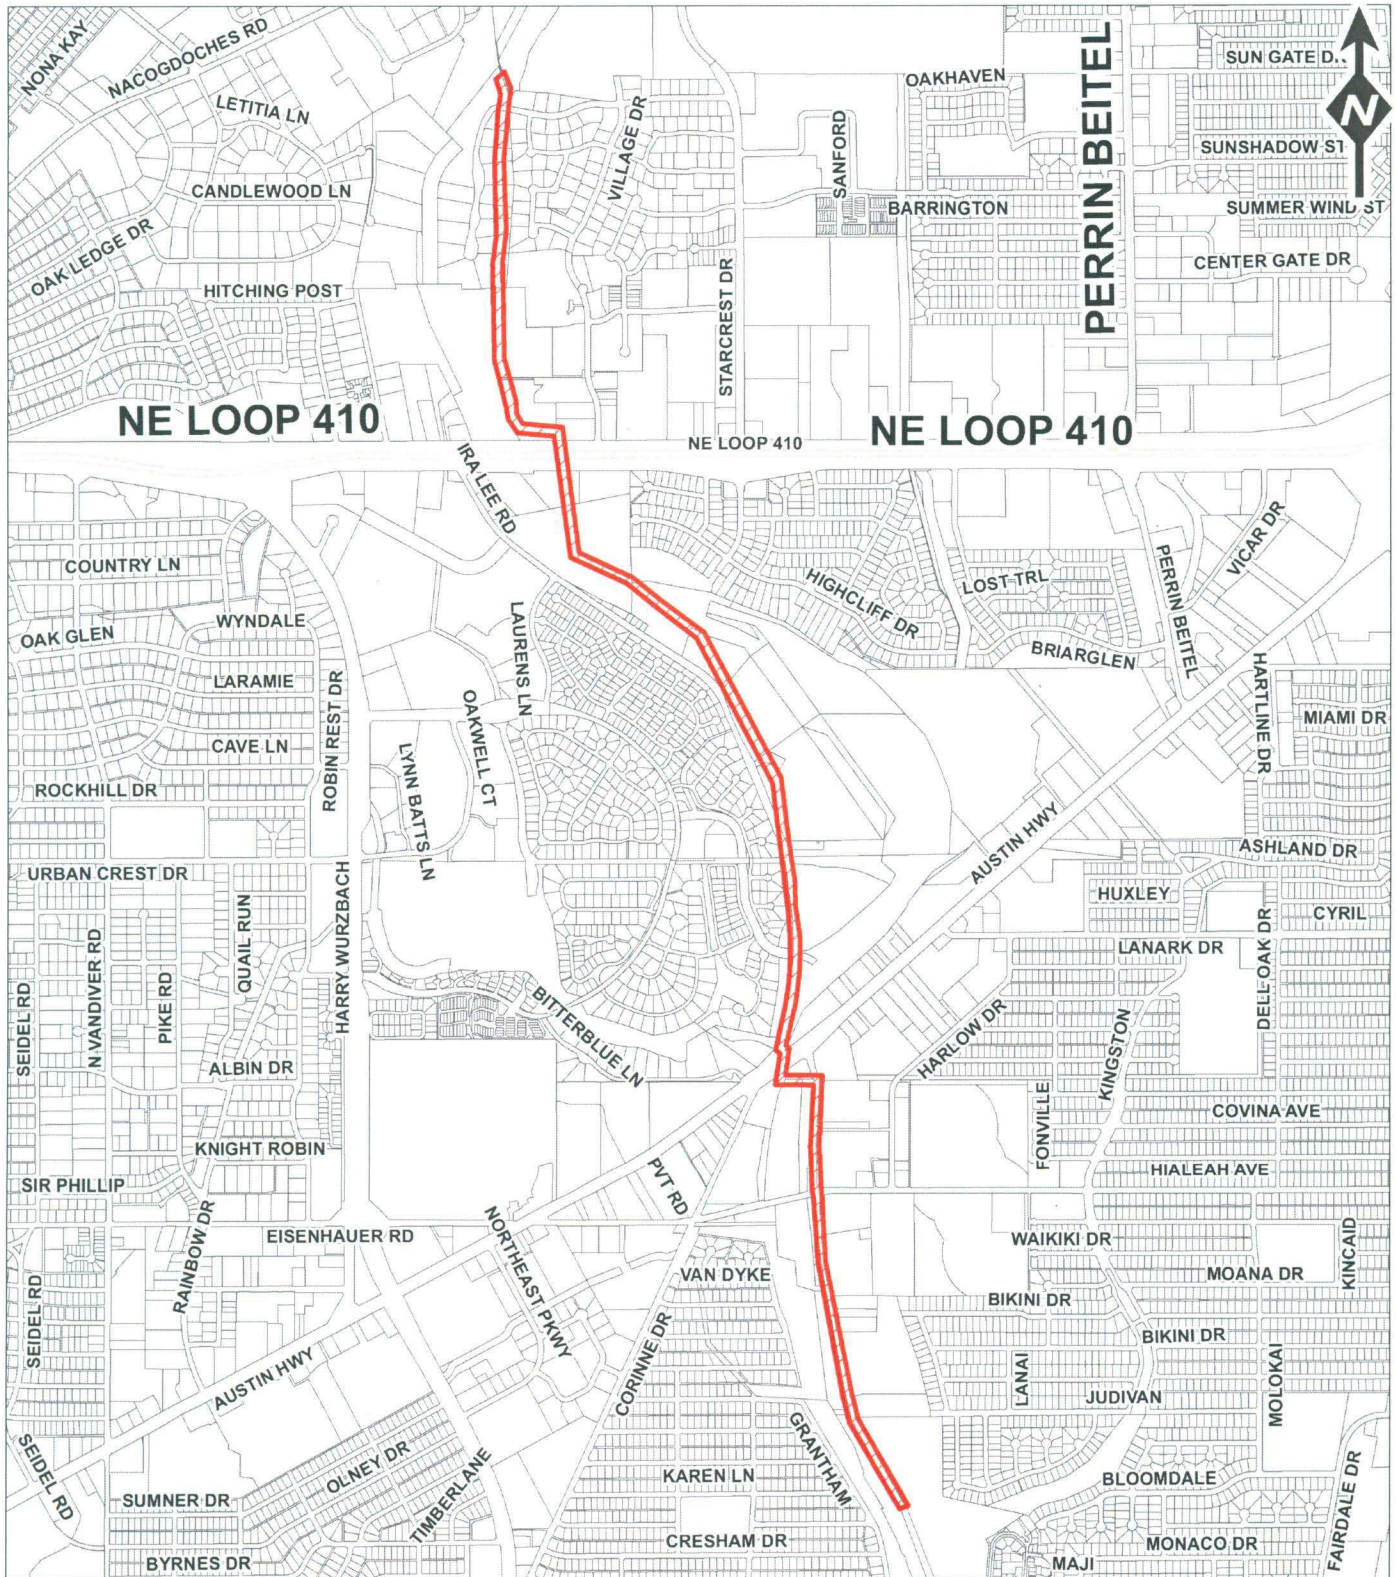 NONA KAY
NACOGDOCHES RD
LETITIA LN
CANDLEWOOD LN
OAK LEDGE DR
HITCHING POST
VILLAGE DR
STARCREST DR
SANFORD
OAKHAVEN
BARRINGTON
PERRIN BEITEL
SUN GATE D
N
SUNSHADOW ST
SUMMER WIND ST
CENTER GATE DR
NE LOOP 410
NE LOOP 410
NE LOOP 410
IRA LEE RD
COUNTRY LN
WYNDALE
OAK GLEN
LARAMIE
CAVE LN
ROCKHILL DR
ROBIN REST DR
LAURENS LN
OAKWELL CT
LYNN BATTS LN
HIGHCLIFF DR
LOST TRL
BRIARGLEN
PERRIN BEITEL
VICAR DR
HARTLINE DR
MIAMI DR
AUSTIN HWY
ASHLAND DR
HUXLEY
CYRIL
LANARK DR
DELL OAK DR
URBAN CREST DR
QUAIL RUN
HARRY WURZBACH
SEIDEL RD
N VANDIVER RD
PIKE RD
ALBIN DR
BITTERBLUE LN
HARLOW DR
KINGSTON
FONVILLE
COVINA AVE
KNIGHT ROBIN
SIR PHILLIP
PVT RD
HIALEAH AVE
RAINBOW DR
EISENHAUER RD
NORTHEAST PKWY
WAIKIKI DR
KINCAID
VAN DYKE
MOANA DR
SEIDEL RD
BIKINI DR
BIKINI DR
AUSTIN HWY
CORINNE DR
LANAI
JUDIVAN
MOLOKAI
GRANTHAM
SEIDEL RD
OLNEY DR
TIMBERLANE
KAREN LN
BLOOMDALE
FAIRDALE DR
SUMNER DR
CRESHAM DR
MONACO DR
BYRNES DR
MAJI